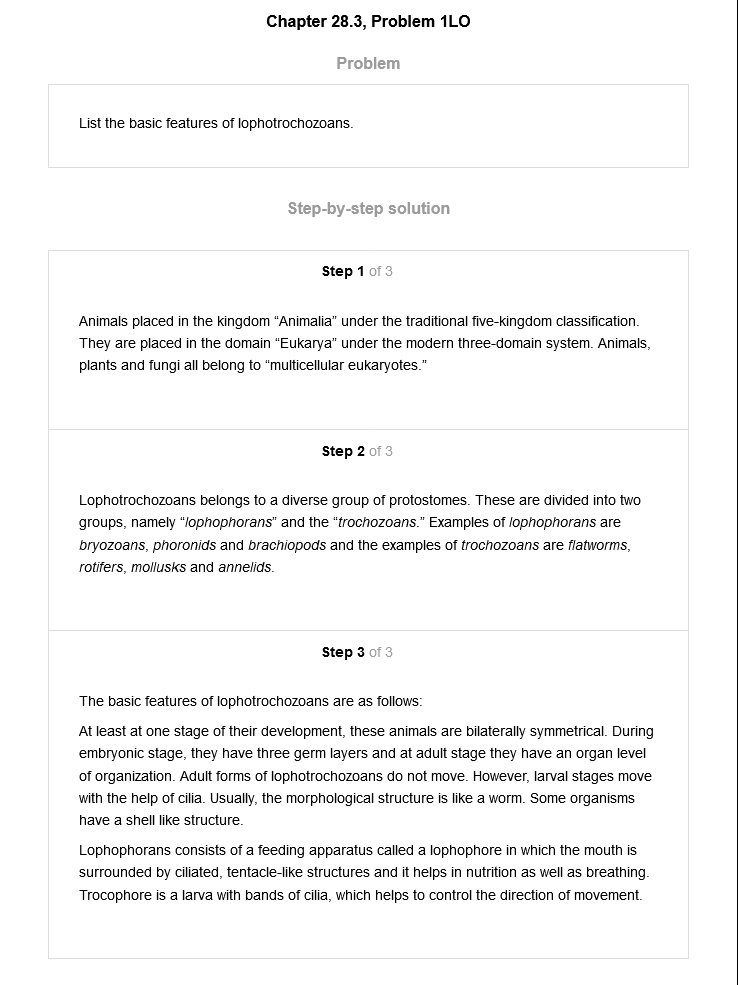 Chapter 28.3, Problem 1LO
Problem
List the basic features of lophotrochozoans.
Step-by-step solution
Step 1 of 3
Animals placed in the kingdom “Animalia” under the traditional five-kingdom classification.
They are placed in the domain “Eukarya” under the modern three-domain system. Animals,
plants and fungi all belong to “multicellular eukaryotes.”
Step 2 of 3
Lophotrochozoans belongs to a diverse group of protostomes. These are divided into two
groups, namely “lophophorans” and the “trochozoans.” Examples of lophophorans are
bryozoans, phoronids and brachiopods and the examples of trochozoans are flatworms,
rotifers, mollusks and annelids.
Step 3 of 3
The basic features of lophotrochozoans are as follows:
At least at one stage of their development, these animals are bilaterally symmetrical. During
embryonic stage, they have three germ layers and at adult stage they have an organ level
of organization. Adult forms of lophotrochozoans do not move. However, larval stages move
with the help of cilia. Usually, the morphological structure is like a worm. Some organisms
have a shell like structure.
Lophophorans consists of a feeding apparatus called a lophophore in which the mouth is
surrounded by ciliated, tentacle-like structures and it helps in nutrition as well as breathing.
Trocophore is a larva with bands of cilia, which helps to control the direction of movement.